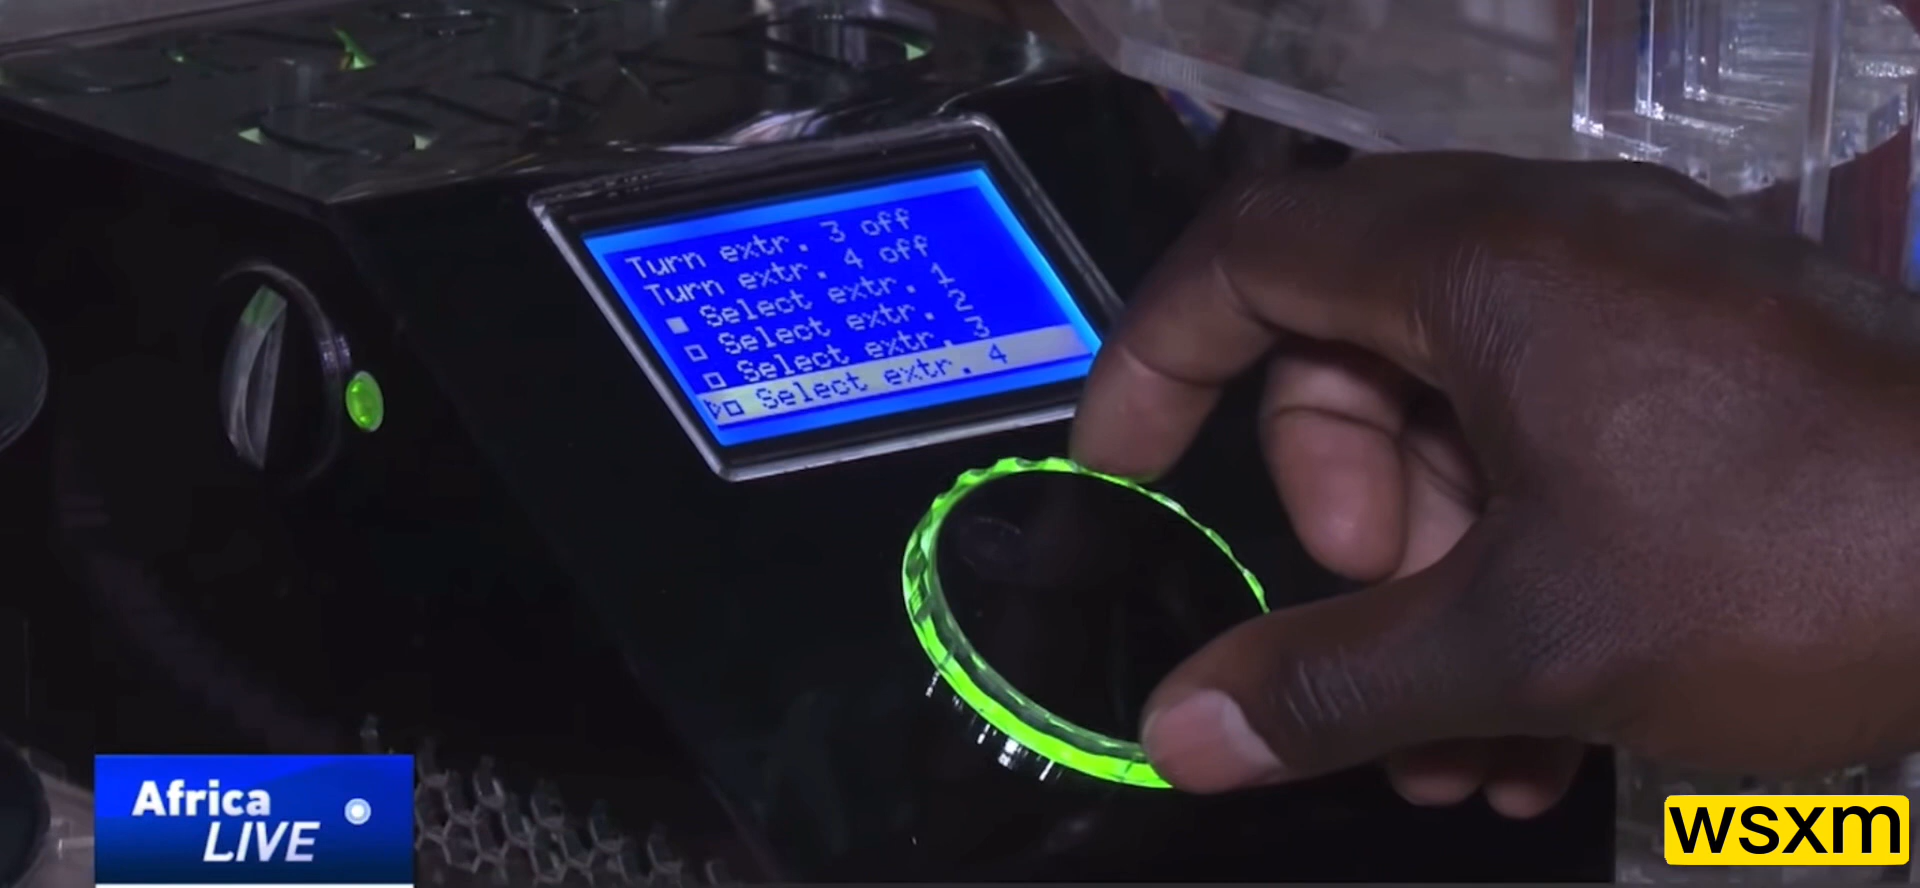 Turn extr. 3 off
Turn extr. 4 off
■ Select extr. 1
□ Select extr. 2
□ Select extr. 3
▷□ Select extr. 4
Africa
LIVE
wsxm